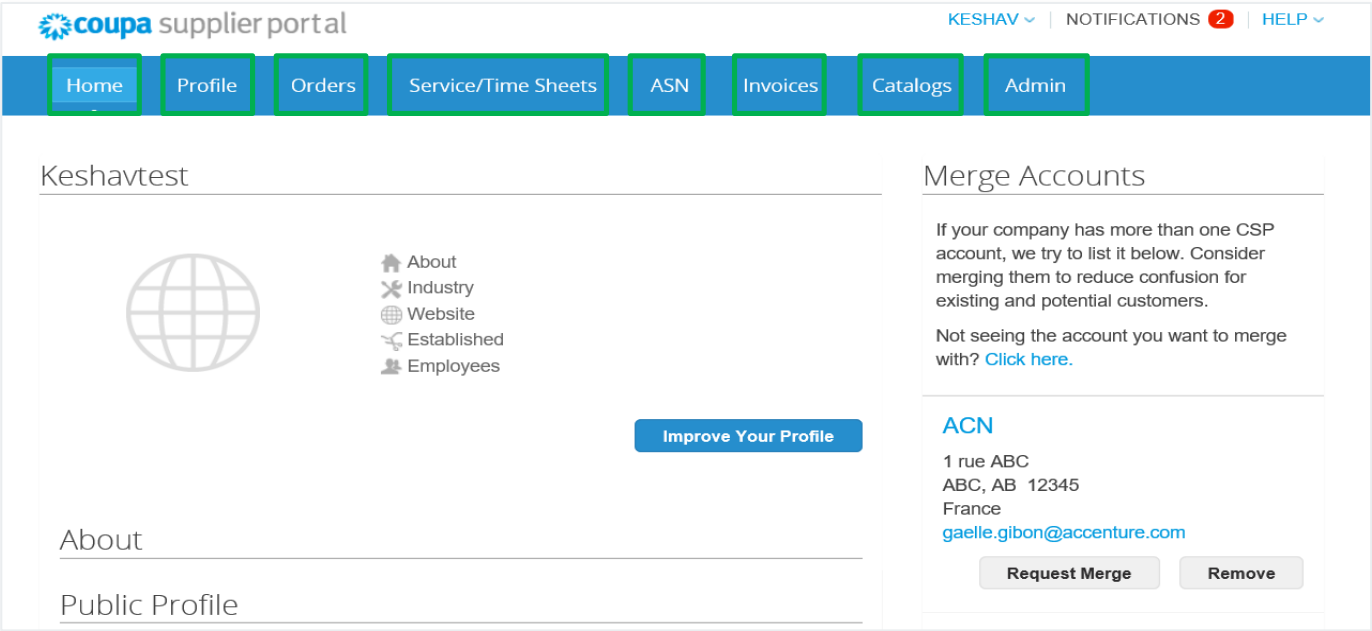 coupa supplier portal
KESHAV NOTIFICATIONS 2 HELP
Home Profile Orders Service/Time Sheets ASN Invoices Catalogs Admin
Keshavtest
About
Industry
Website
Established
Employees
Improve Your Profile
About
Public Profile
Merge Accounts
If your company has more than one CSP
account, we try to list it below. Consider
merging them to reduce confusion for
existing and potential customers.
Not seeing the account you want to merge
with? Click here.
ACN
1 rue ABC
ABC, AB 12345
France
gaelle.gibon@accenture.com
Request Merge Remove